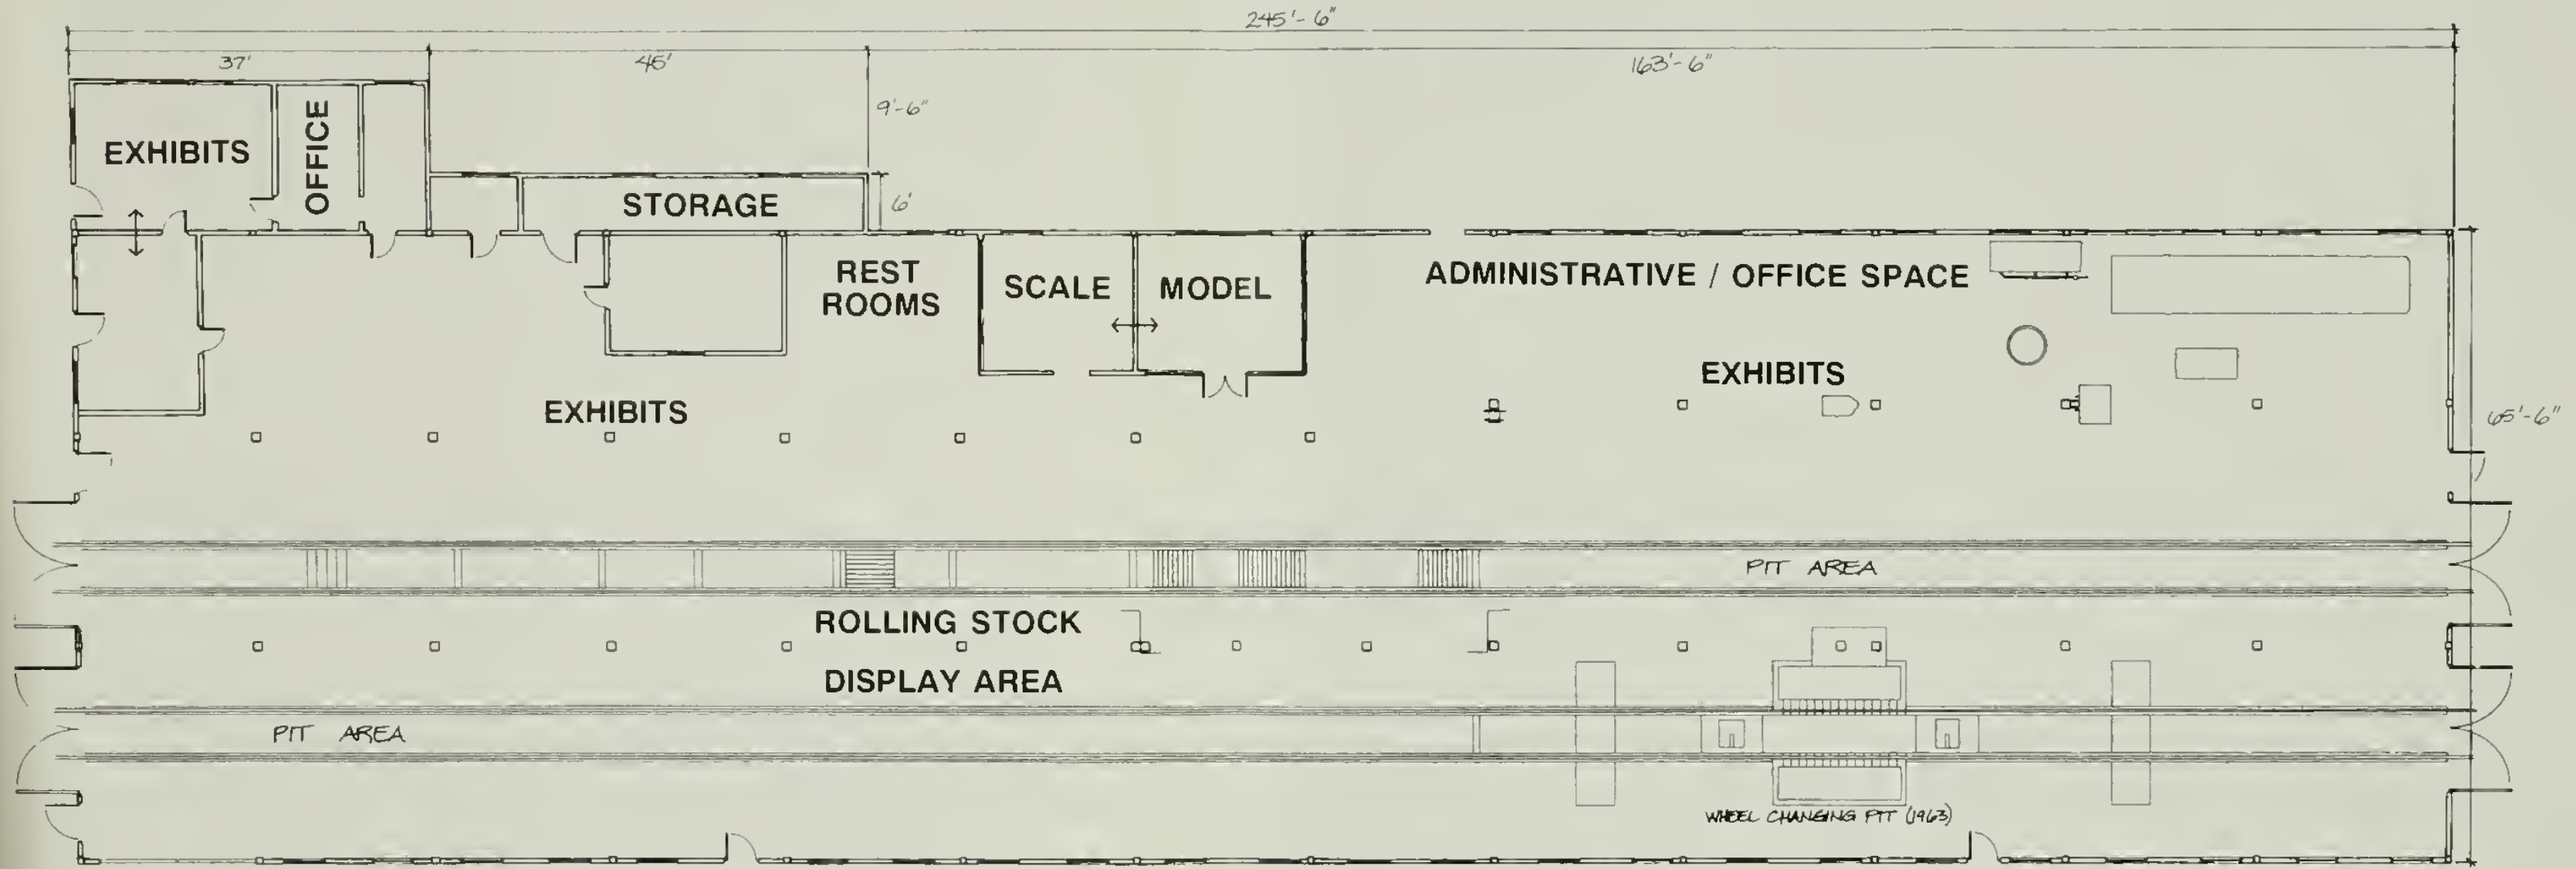 245'-6"
37'
45'
163'-6"
9'-6"
EXHIBITS
OFFICE
STORAGE
6'
REST
ROOMS
SCALE
MODEL
ADMINISTRATIVE / OFFICE SPACE
EXHIBITS
EXHIBITS
65'-6"
PIT AREA
ROLLING STOCK
DISPLAY AREA
PIT AREA
WHEEL CHANGING PIT (1963)